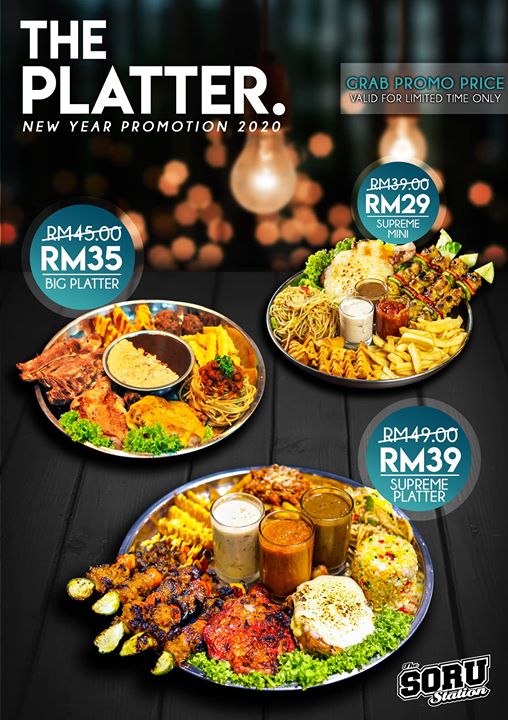 THE
PLATTER.
NEW YEAR PROMOTION 2020
GRAB PROMO PRICE
VALID FOR LIMITED TIME ONLY
RM39.00
RM29
SUPREME
MINI
RM45.00
RM35
BIG PLATTER
RM49.00
RM39
SUPREME
PLATTER
The
SORU
Station